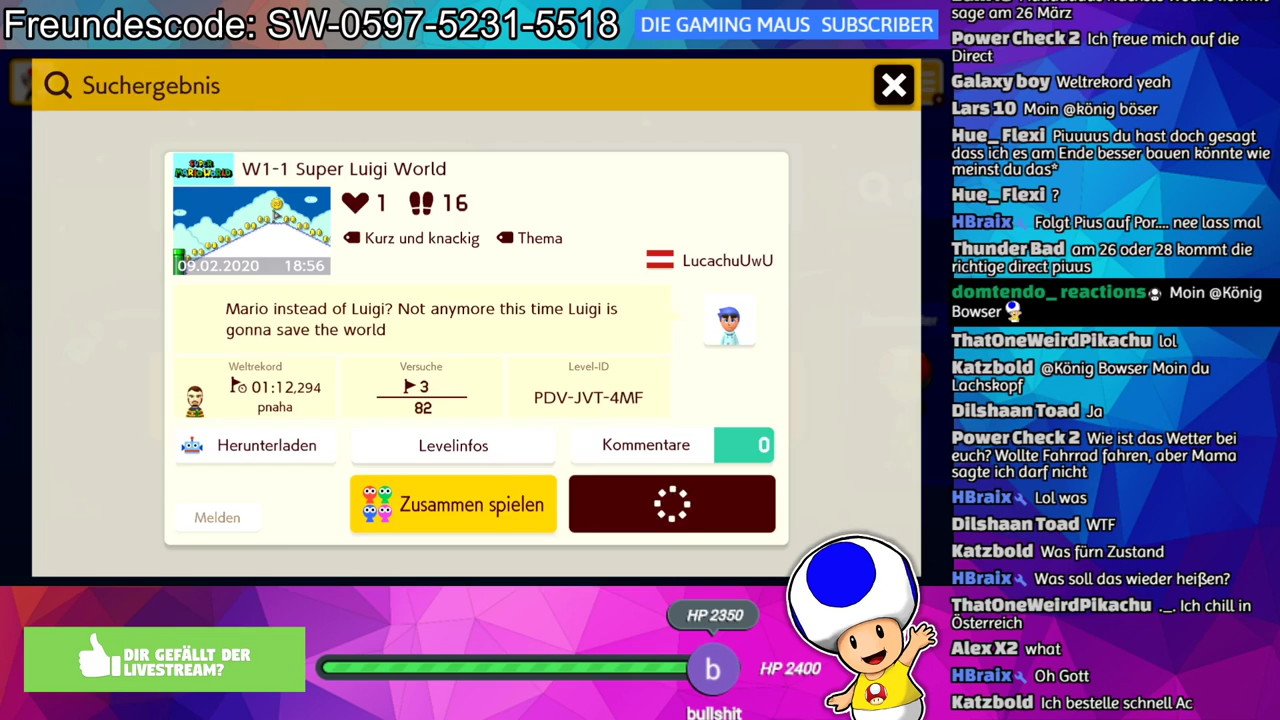 Freundescode: SW-0597-5231-5518
DIE GAMING MAUS SUBSCRIBER
Suchergebnis
SUPER
MARIO WORLD
W1-1 Super Luigi World
1 16
Kurz und knackig Thema
09.02.2020 18:56
LucachuUwU
Mario instead of Luigi? Not anymore this time Luigi is
gonna save the world
Weltrekord
01:12,294
pnaha
Versuche
3
82
Level-ID
PDV-JVT-4MF
Herunterladen
Levelinfos
Kommentare 0
Melden
Zusammen spielen
DIR GEFÄLLT DER
LIVESTREAM?
HP 2350
b
HP 2400
bullshit
sage am 26 März
Power Check 2 Ich freue mich auf die
Direct
Galaxy boy Weltrekord yeah
Lars 10 Moin @könig böser
Hue_Flexi Piuuuus du hast doch gesagt
dass ich es am Ende besser bauen könnte wie
meinst du das*
Hue_Flexi ?
HBraix Folgt Pius auf Por.... nee lass mal
Thunder Bad am 26 oder 28 kommt die
richtige direct piuus
domtendo_reactions Moin @König
Bowser
ThatOneWeirdPikachu lol
Katzbold @König Bowser Moin du
Lachskopf
Dilshaan Toad Ja
Power Check 2 Wie ist das Wetter bei
euch? Wollte Fahrrad fahren, aber Mama
sagte ich darf nicht
HBraix Lol was
Dilshaan Toad WTF
Katzbold Was fürn Zustand
HBraix Was soll das wieder heißen?
ThatOneWeirdPikachu ._. Ich chill in
Österreich
Alex X2 what
HBraix Oh Gott
Katzbold Ich bestelle schnell Ac